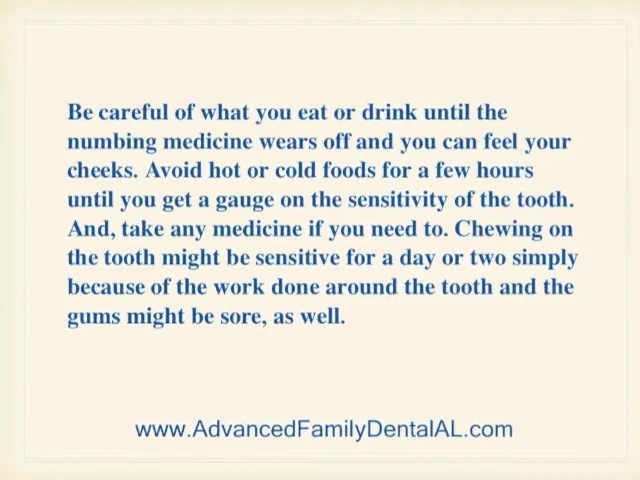 Be careful of what you eat or drink until the
numbing medicine wears off and you can feel your
cheeks. Avoid hot or cold foods for a few hours
until you get a gauge on the sensitivity of the tooth.
And, take any medicine if you need to. Chewing on
the tooth might be sensitive for a day or two simply
because of the work done around the tooth and the
gums might be sore, as well.
www.AdvancedFamilyDentalAL.com